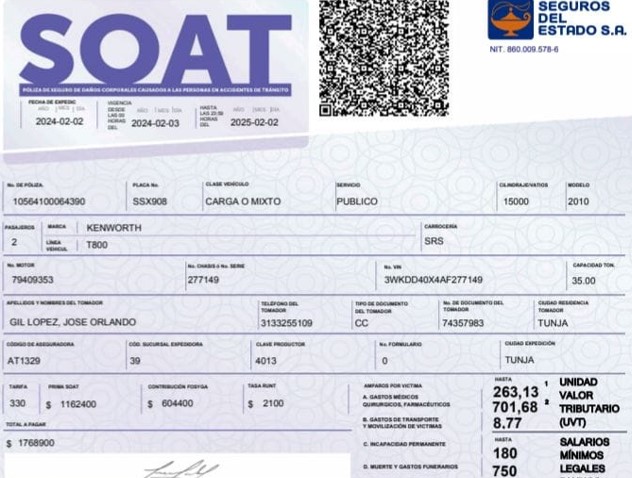 SOAT
PÓLIZA DE SEGURO DE DAÑOS CORPORALES CAUSADOS A LAS PERSONAS EN ACCIDENTES DE TRÁNSITO
SEGUROS
DEL
ESTADO S.A.
NIT. 860.009.578-6
FECHA DE EXPEDIC AÑO MES DÍA
2024-02-02
VIGENCIA DESDE LAS 00 HORAS DEL AÑO MES DÍA
2024-02-03
HASTA LAS 23:59 HORAS DEL AÑO MES DÍA
2025-02-02
No. DE PÓLIZA PLACA No. CLASE VEHÍCULO SERVICIO CILINDRAJE/VATIOS MODELO
10564100064390 SSX908 CARGA O MIXTO PUBLICO 15000 2010
PASAJEROS MARCA KENWORTH CARROCERÍA
2 LÍNEA VEHICUL T800 SRS
No. MOTOR No. CHASIS ó No. SERIE No. VIN CAPACIDAD TON.
79409353 277149 3WKDD40X4AF277149 35.00
APELLIDOS Y NOMBRES DEL TOMADOR TELÉFONO DEL TOMADOR TIPO DE DOCUMENTO DEL TOMADOR No. DE DOCUMENTO DEL TOMADOR CIUDAD RESIDENCIA TOMADOR
GIL LOPEZ, JOSE ORLANDO 3133255109 CC 74357983 TUNJA
CÓDIGO DE ASEGURADORA CÓD. SUCURSAL EXPEDIDORA CLAVE PRODUCTOR No. FORMULARIO CIUDAD EXPEDICIÓN
AT1329 39 4013 0 TUNJA
TARIFA PRIMA SOAT CONTRIBUCIÓN FOSYGA TASA RUNT
330 $ 1162400 $ 604400 $ 2100
TOTAL A PAGAR
$ 1768900
AMPAROS POR VICTIMA
A. GASTOS MÉDICOS
QUIRURGICOS, FARMACÉUTICOS
B. GASTOS DE TRANSPORTE
Y MOVILIZACIÓN DE VICTIMAS
C. INCAPACIDAD PERMANENTE
D. MUERTE Y GASTOS FUNERARIOS
HASTA
263,13 ¹
701,68 ²
8.77
UNIDAD
VALOR
TRIBUTARIO
(UVT)
HASTA
180
750
SALARIOS
MÍNIMOS
LEGALES